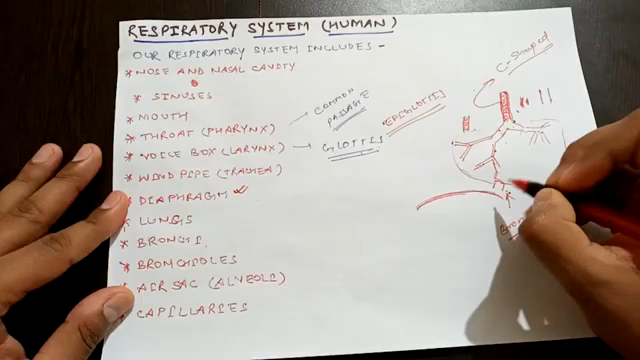 RESPIRATORY SYSTEM (HUMAN)
OUR RESPIRATORY SYSTEM INCLUDES -
* NOSE AND NASAL CAVITY
* SINUSES
* MOUTH
* THROAT (PHARYNX)
COMMON
PASSAGE
* VOICE BOX (LARYNX)
GLOTTIS
EPIGLOTTIS
C-Shaped
* WIND PIPE (TRACHEA)
* DIAPHRAGM
* LUNGS
* BRONCHI
* BRONCHIOLES
* AIR SAC (ALVEOLI)
* CAPILLARIES